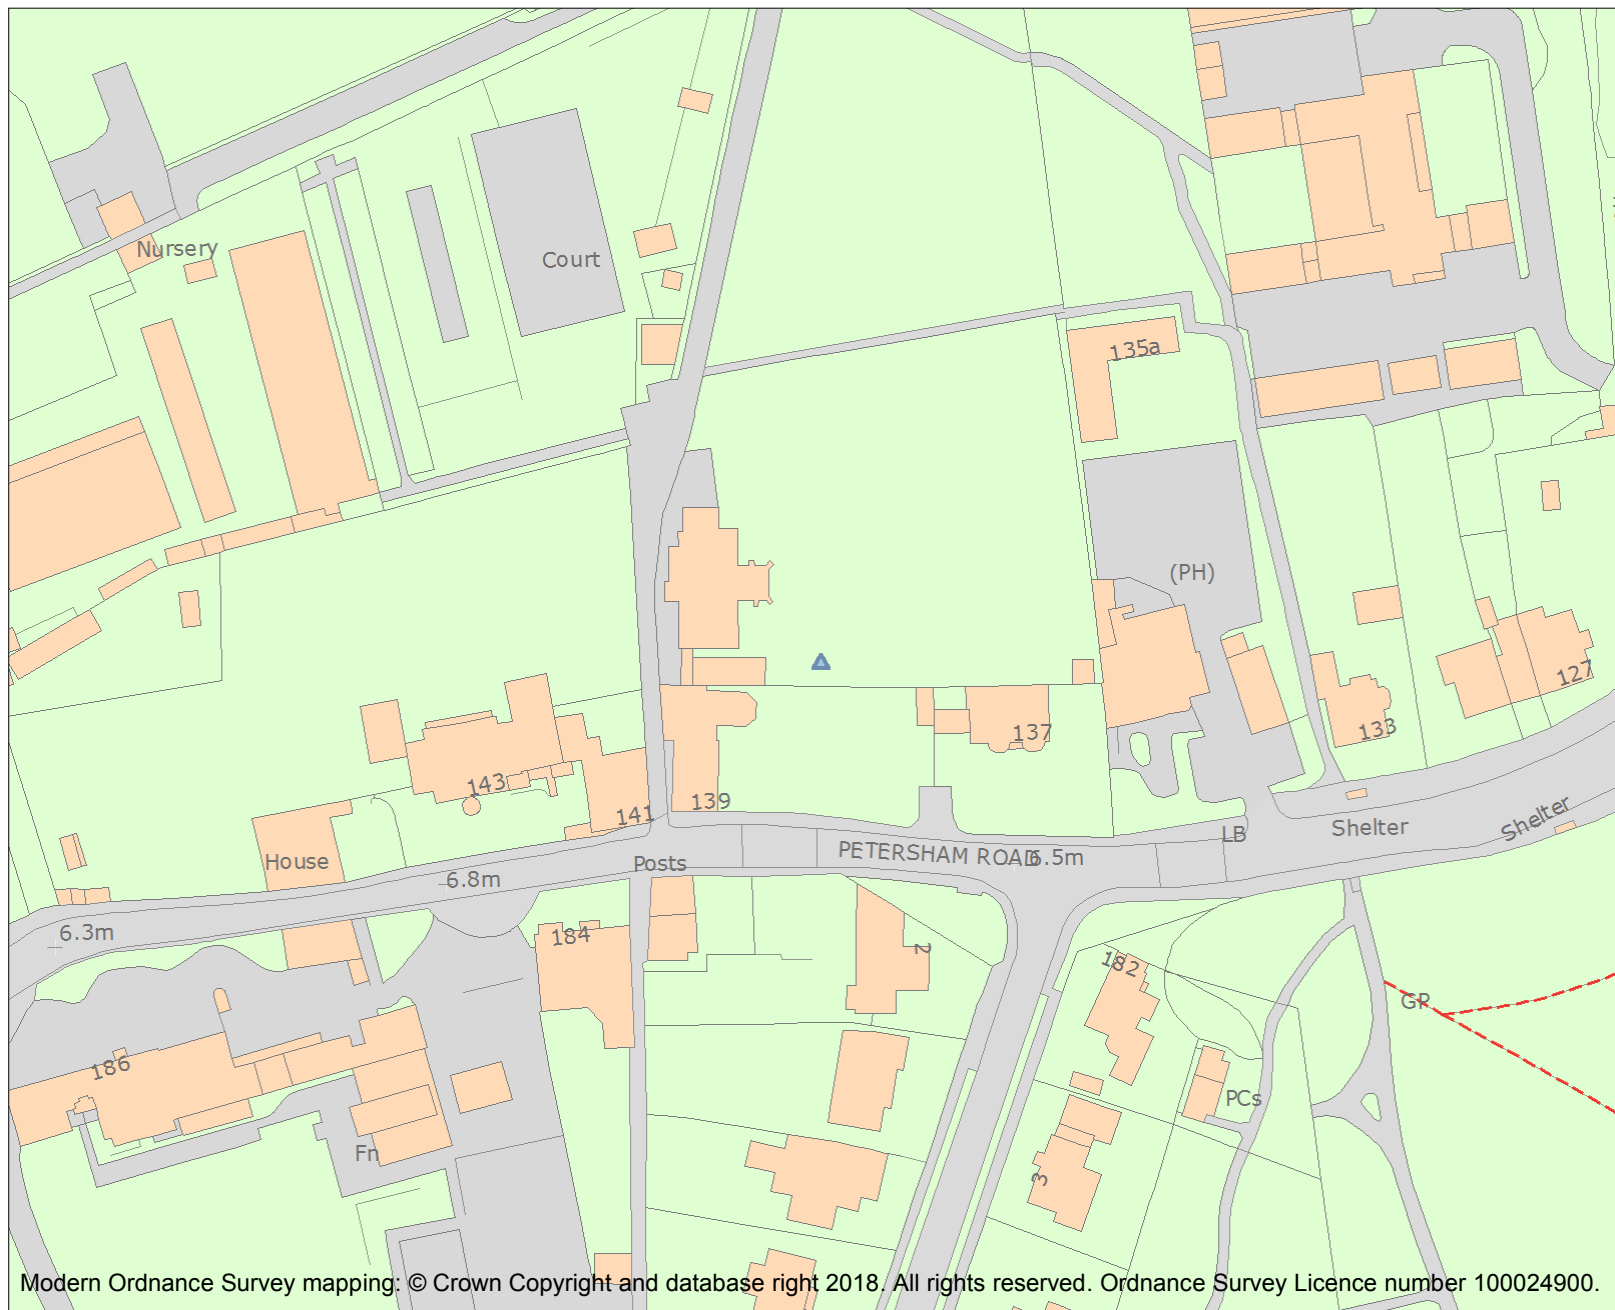 Nursery
Court
135a
(PH)
127
137
133
143
139
141
LB
Shelter
Shelter
House
Posts
PETERSHAM ROAD
6.5m
6.8m
6.3m
184
2
182
GP
186
PCs
Fn
3
Modern Ordnance Survey mapping: © Crown Copyright and database right 2018. All rights reserved. Ordnance Survey Licence number 100024900.